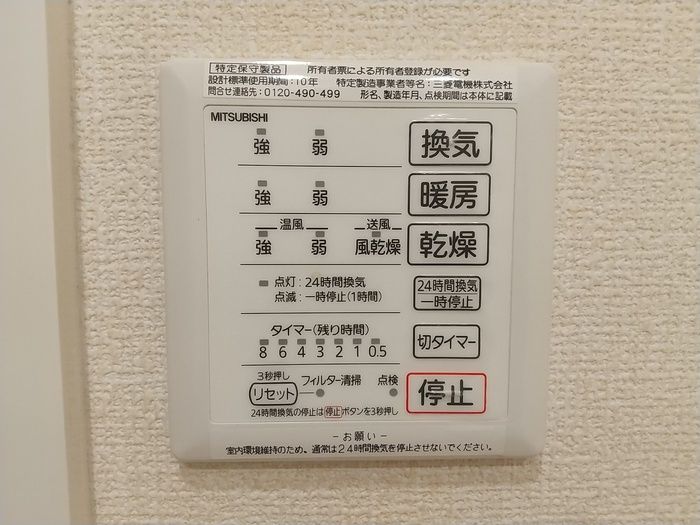 特定保守製品 所有者票による所有者登録が必要です
設計標準使用期間:10年 特定製造事業者等名:三菱電機株式会社
問合せ連絡先:0120-490-499 形名、製造年月、点検期間は本体に記載
MITSUBISHI
強 弱 換気
強 弱 暖房
温風 送風
強 弱 風乾燥 乾燥
点灯:24時間換気
点滅:一時停止(1時間)
24時間換気
一時停止
タイマー(残り時間)
8 6 4 3 2 1 0.5
切タイマー
3秒押し
リセット フィルター清掃 点検
停止
24時間換気の停止は停止ボタンを3秒押し
-お願い-
室内環境維持のため、通常は24時間換気を停止させないでください。